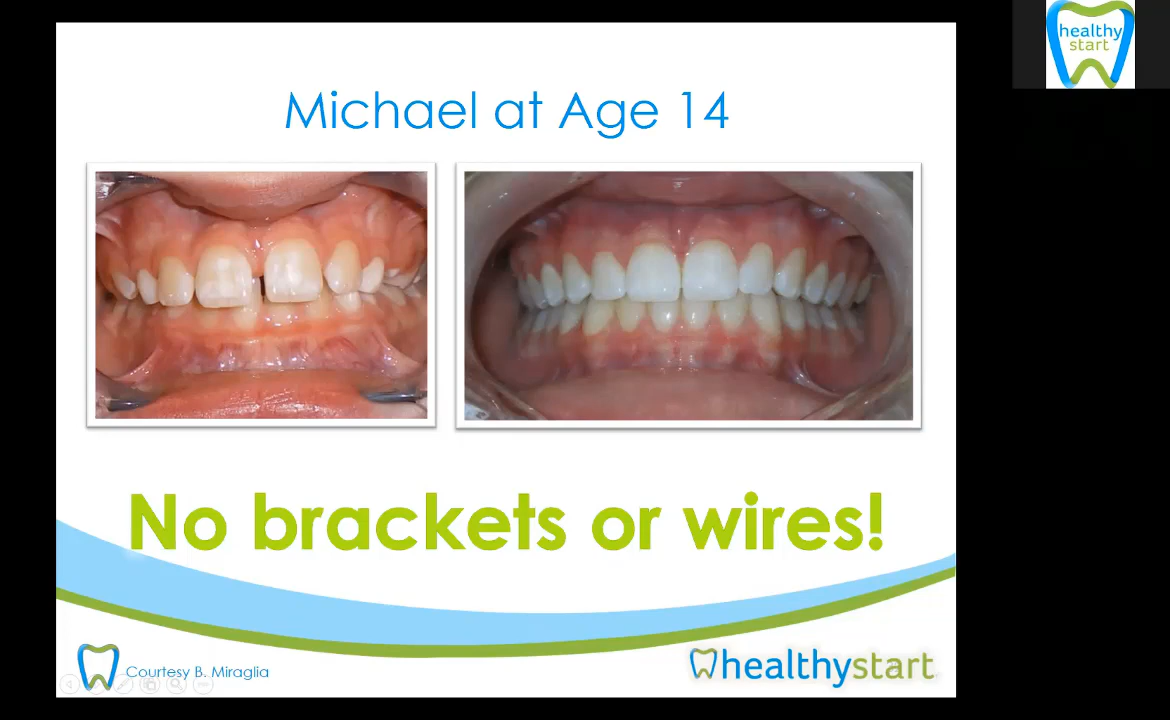 healthy
start
Michael at Age 14
No brackets or wires!
Courtesy B. Miraglia
healthystart